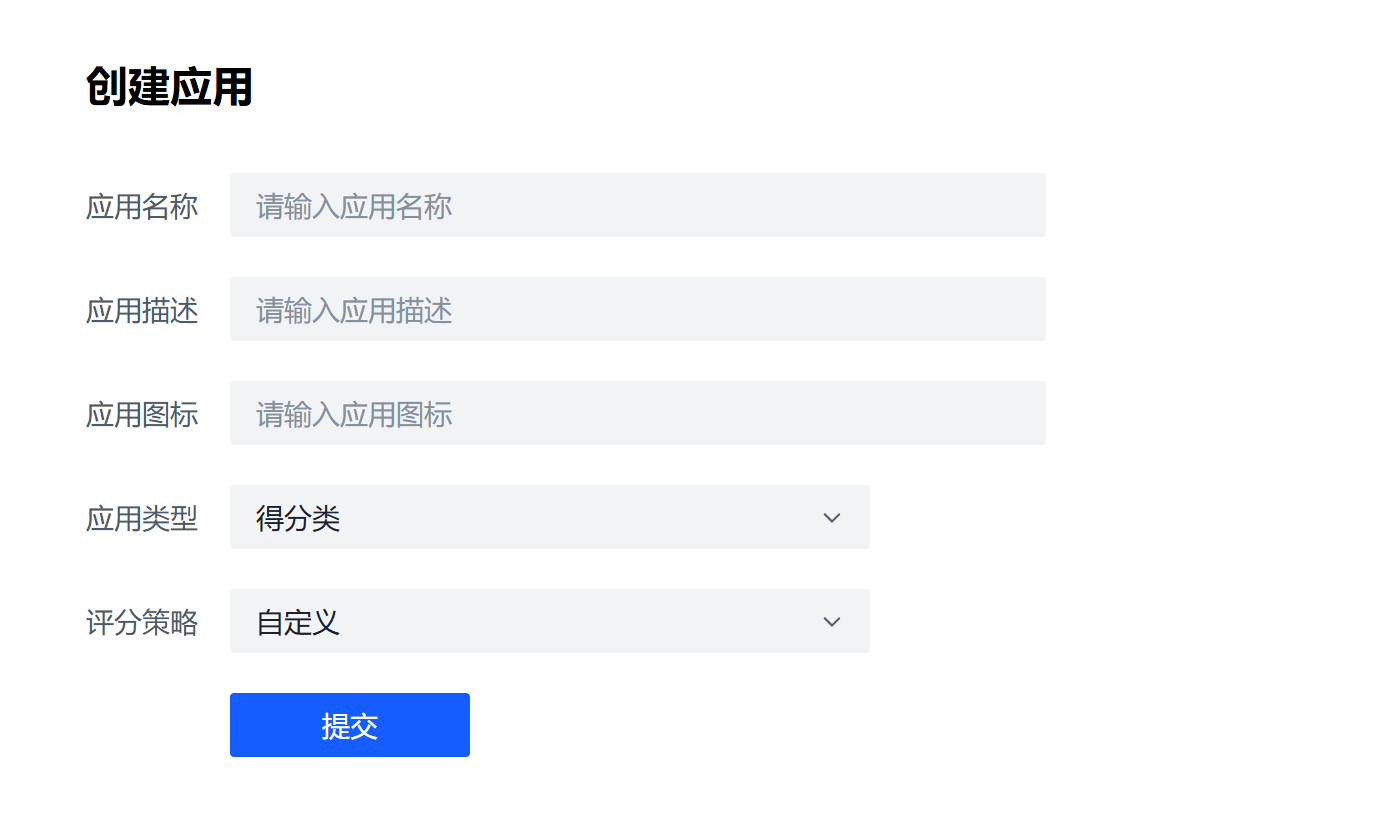 创建应用
应用名称 请输入应用名称
应用描述 请输入应用描述
应用图标 请输入应用图标
应用类型 得分类
评分策略 自定义
提交